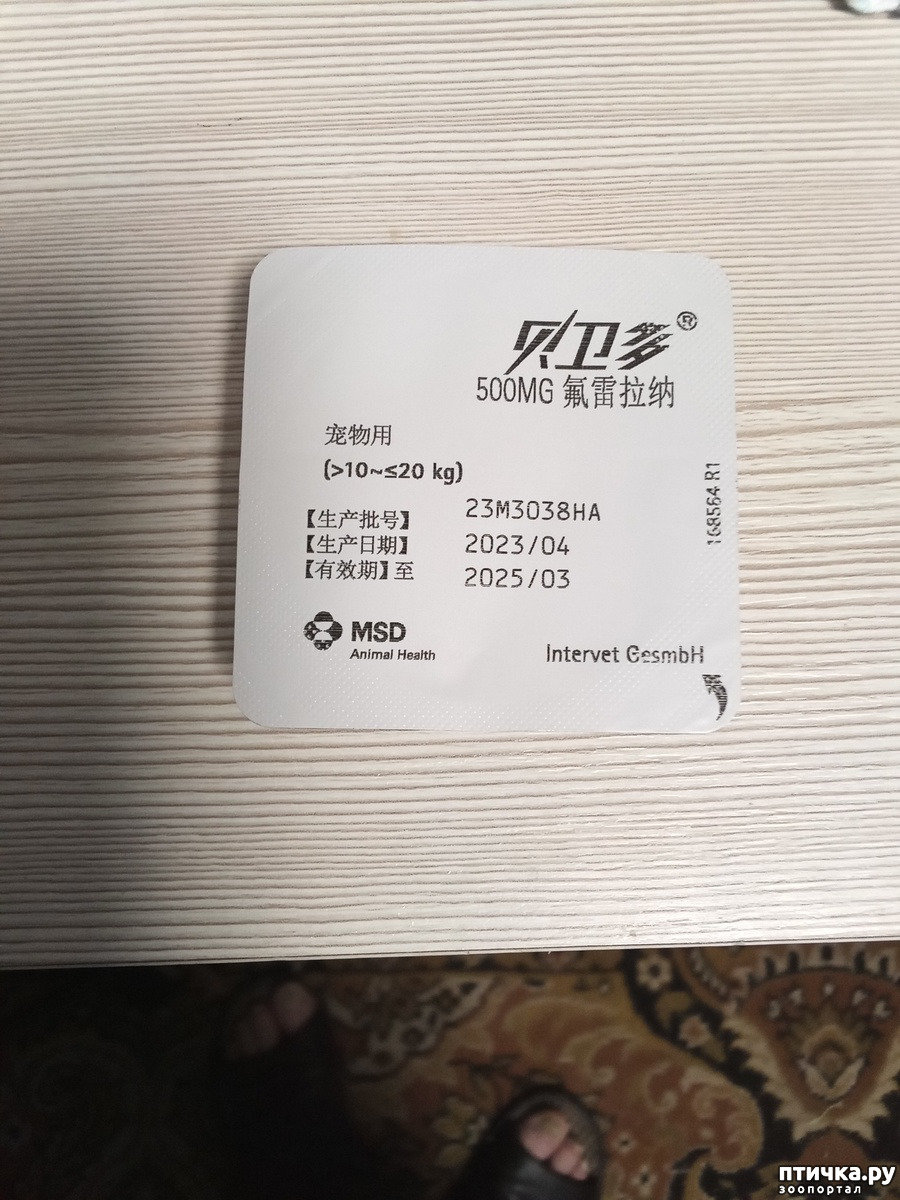 贝卫多®
500MG 氟雷拉纳
宠物用
(>10~≤20 kg)
【生产批号】 23M3038HA
【生产日期】 2023/04
【有效期】至 2025/03
168564 R1
MSD
Animal Health
Intervet GesmbH
птичка.ру
зоопортал